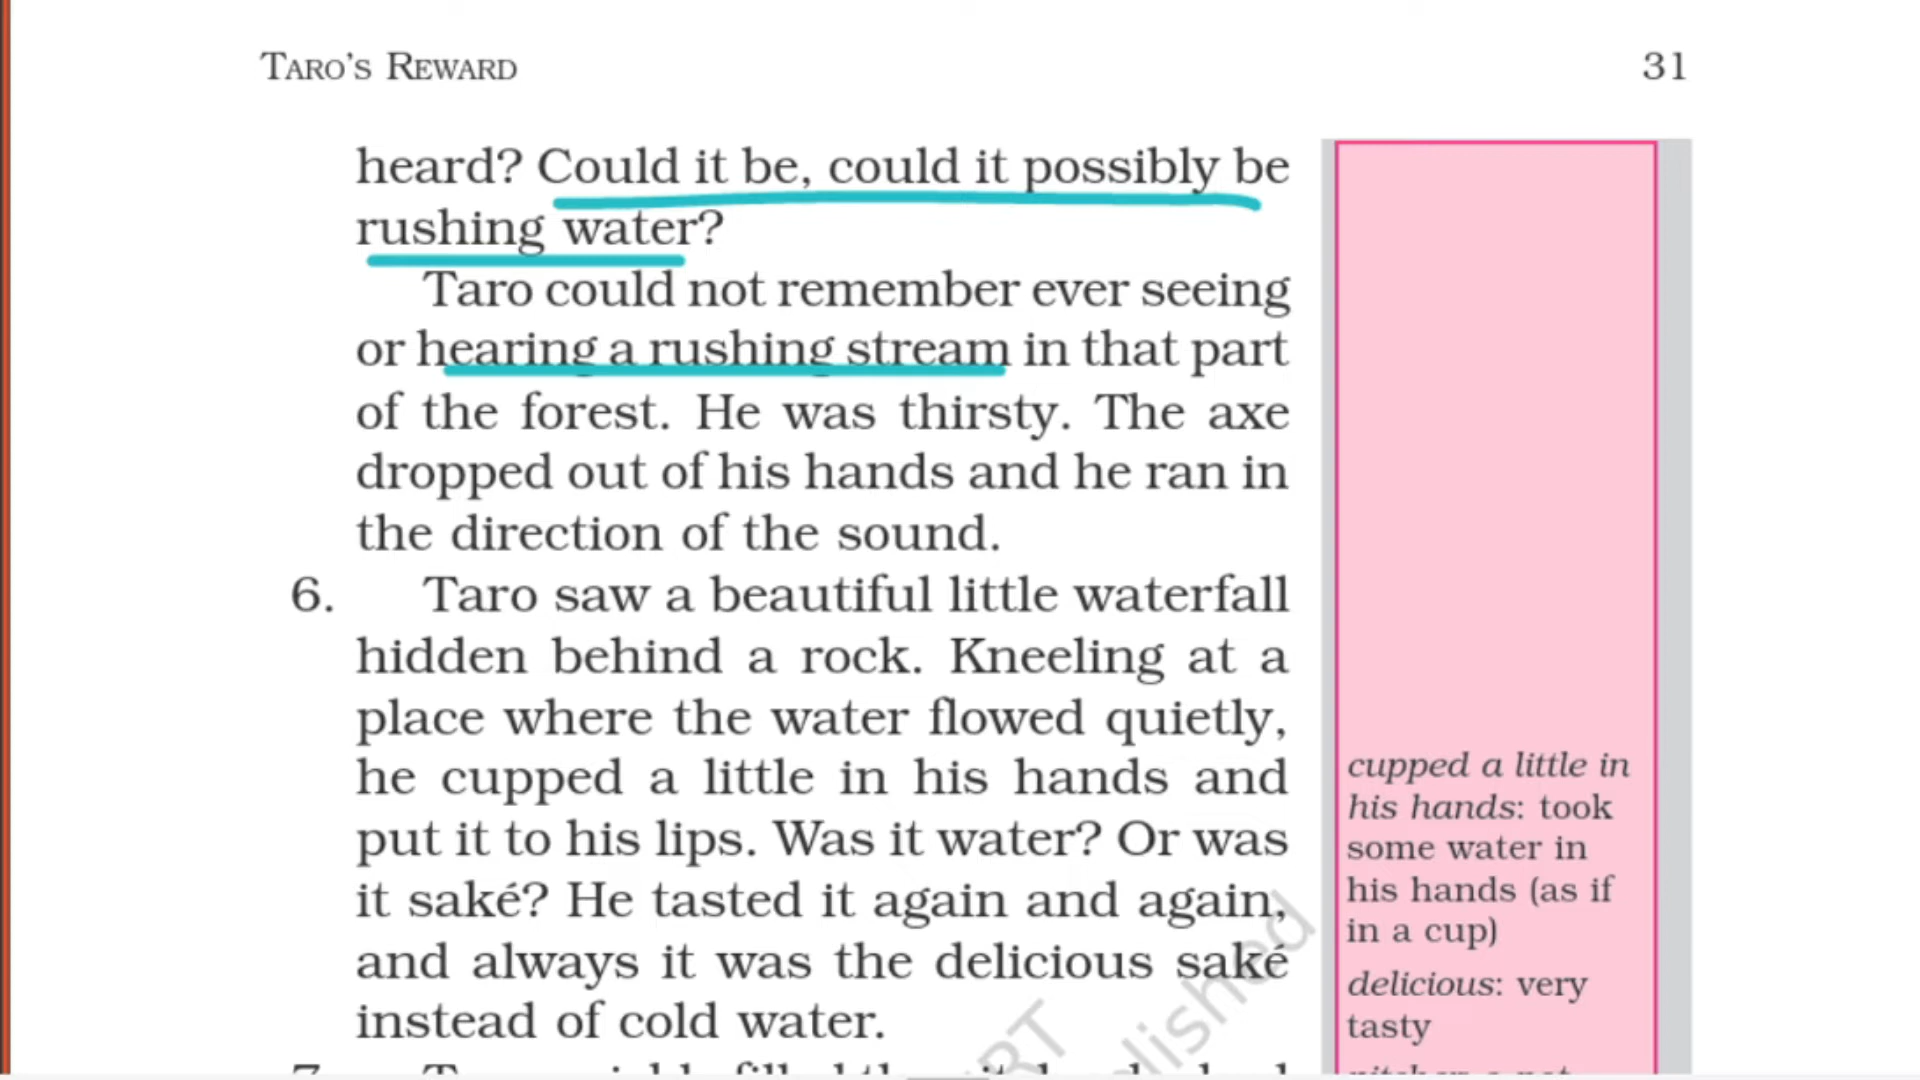 TARO'S REWARD
31
heard? Could it be, could it possibly be
rushing water?
Taro could not remember ever seeing
or hearing a rushing stream in that part
of the forest. He was thirsty. The axe
dropped out of his hands and he ran in
the direction of the sound.
6. Taro saw a beautiful little waterfall
hidden behind a rock. Kneeling at a
place where the water flowed quietly,
he cupped a little in his hands and
put it to his lips. Was it water? Or was
it saké? He tasted it again and again,
and always it was the delicious saké
instead of cold water.
cupped a little in
his hands: took
some water in
his hands (as if
in a cup)
delicious: very
tasty